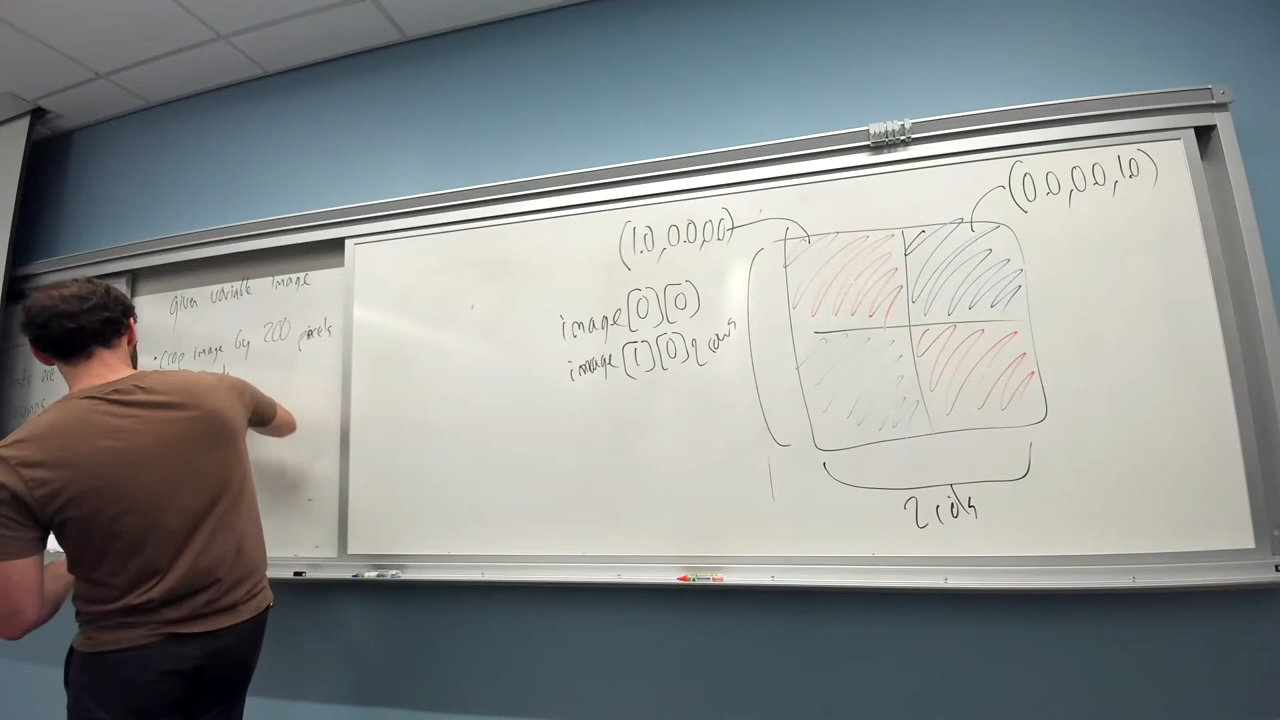 given variable image
• crop image by 200 pixels
(1.0, 0.0, 0.0)
(0.0, 0.0, 1.0)
image[0][0]
image[1][0]
2 rows
2 cols